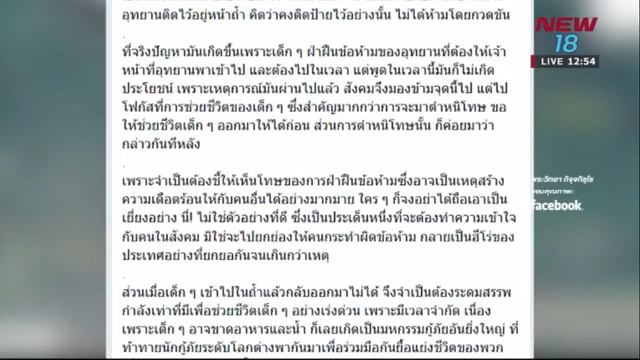 อุทยานติดไว้อยู่หน้าถ้ำ คิดว่าคงติดป้ายไว้อย่างนั้น ไม่ได้ห้ามโดยกวดขัน
.
ที่จริงปัญหามันเกิดขึ้นเพราะเด็ก ๆ ฝ่าฝืนข้อห้ามของอุทยานที่ต้องให้เจ้า
หน้าที่อุทยานพาเข้าไป และต้องไปในเวลา แต่พูดในเวลานี้มันก็ไม่เกิด
ประโยชน์ เพราะเหตุการณ์มันผ่านไปแล้ว สังคมจึงมองข้ามจุดนี้ไป แต่ไป
โฟกัสที่การช่วยชีวิตของเด็ก ๆ ซึ่งสำคัญมากกว่าการจะมาตำหนิโทษ ขอ
ให้ช่วยชีวิตเด็ก ๆ ออกมาให้ได้ก่อน ส่วนการตำหนิโทษนั้น ก็ค่อยมาว่า
กล่าวกันทีหลัง
.
เพราะจำเป็นต้องชี้ให้เห็นโทษของการฝ่าฝืนข้อห้ามซึ่งอาจเป็นเหตุสร้าง
ความเดือดร้อนให้กับคนอื่นได้อย่างมากมาย ใคร ๆ ก็จงอย่าได้ถือเอาเป็น
เยี่ยงอย่าง นี่! ไม่ใช่ตัวอย่างที่ดี ซึ่งเป็นประเด็นหนึ่งที่จะต้องทำความเข้าใจ
กับคนในสังคม มิใช่จะไปยกย่องให้คนกระทำผิดข้อห้าม กลายเป็นฮีโร่ของ
ประเทศอย่างที่ยกยอกันจนเกินกว่าเหตุ
.
ส่วนเมื่อเด็ก ๆ เข้าไปในถ้ำแล้วกลับออกมาไม่ได้ จึงจำเป็นต้องระดมสรรพ
กำลังเท่าที่มีเพื่อช่วยชีวิตเด็ก ๆ อย่างเร่งด่วน เพราะมีเวลาจำกัด เนื่อง
เพราะเด็ก ๆ อาจขาดอาหารและน้ำ ก็เลยเกิดเป็นมหกรรมกู้ภัยอันยิ่งใหญ่ ที่
ท้าทายนักกู้ภัยระดับโลกต่างพากันมาเพื่อร่วมมือกันยื้อแย่งชีวิตของพวก
NEW
18
LIVE 12:54
พระวิทยา กิจฺจวิชฺโช
ขอบคุณภาพ:
facebook.